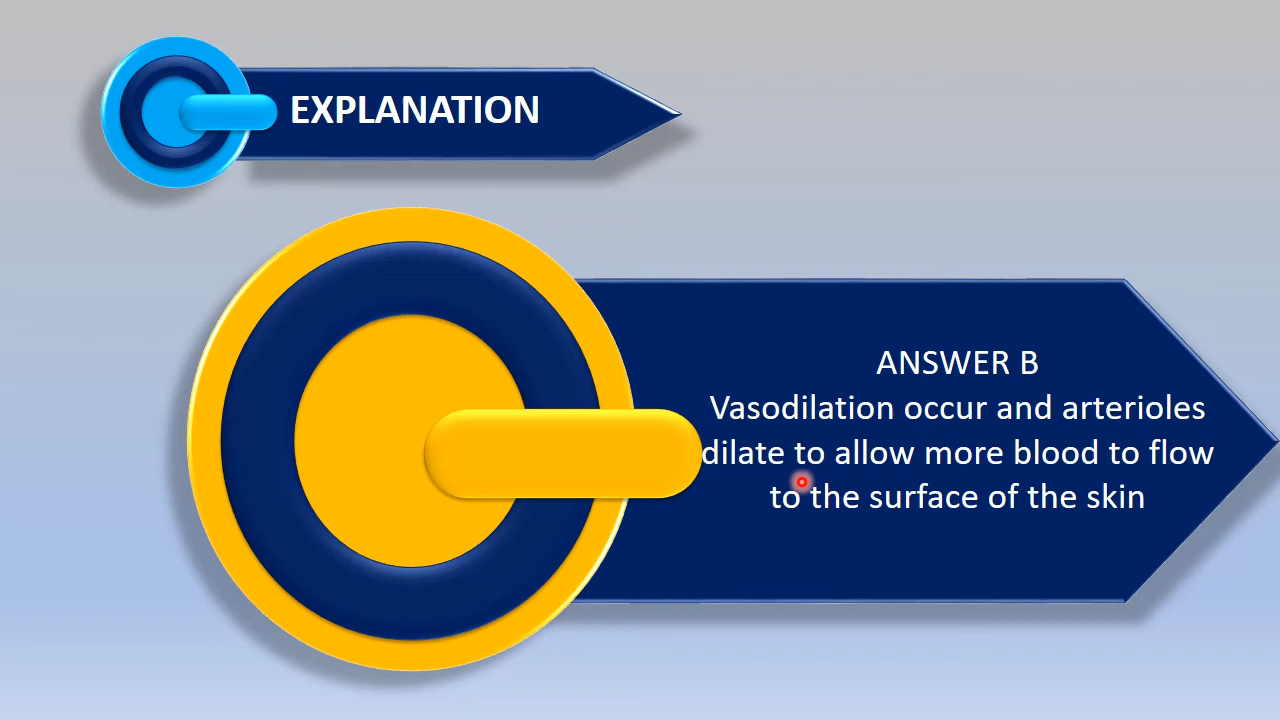 EXPLANATION
ANSWER B
Vasodilation occur and arterioles
dilate to allow more blood to flow
to the surface of the skin